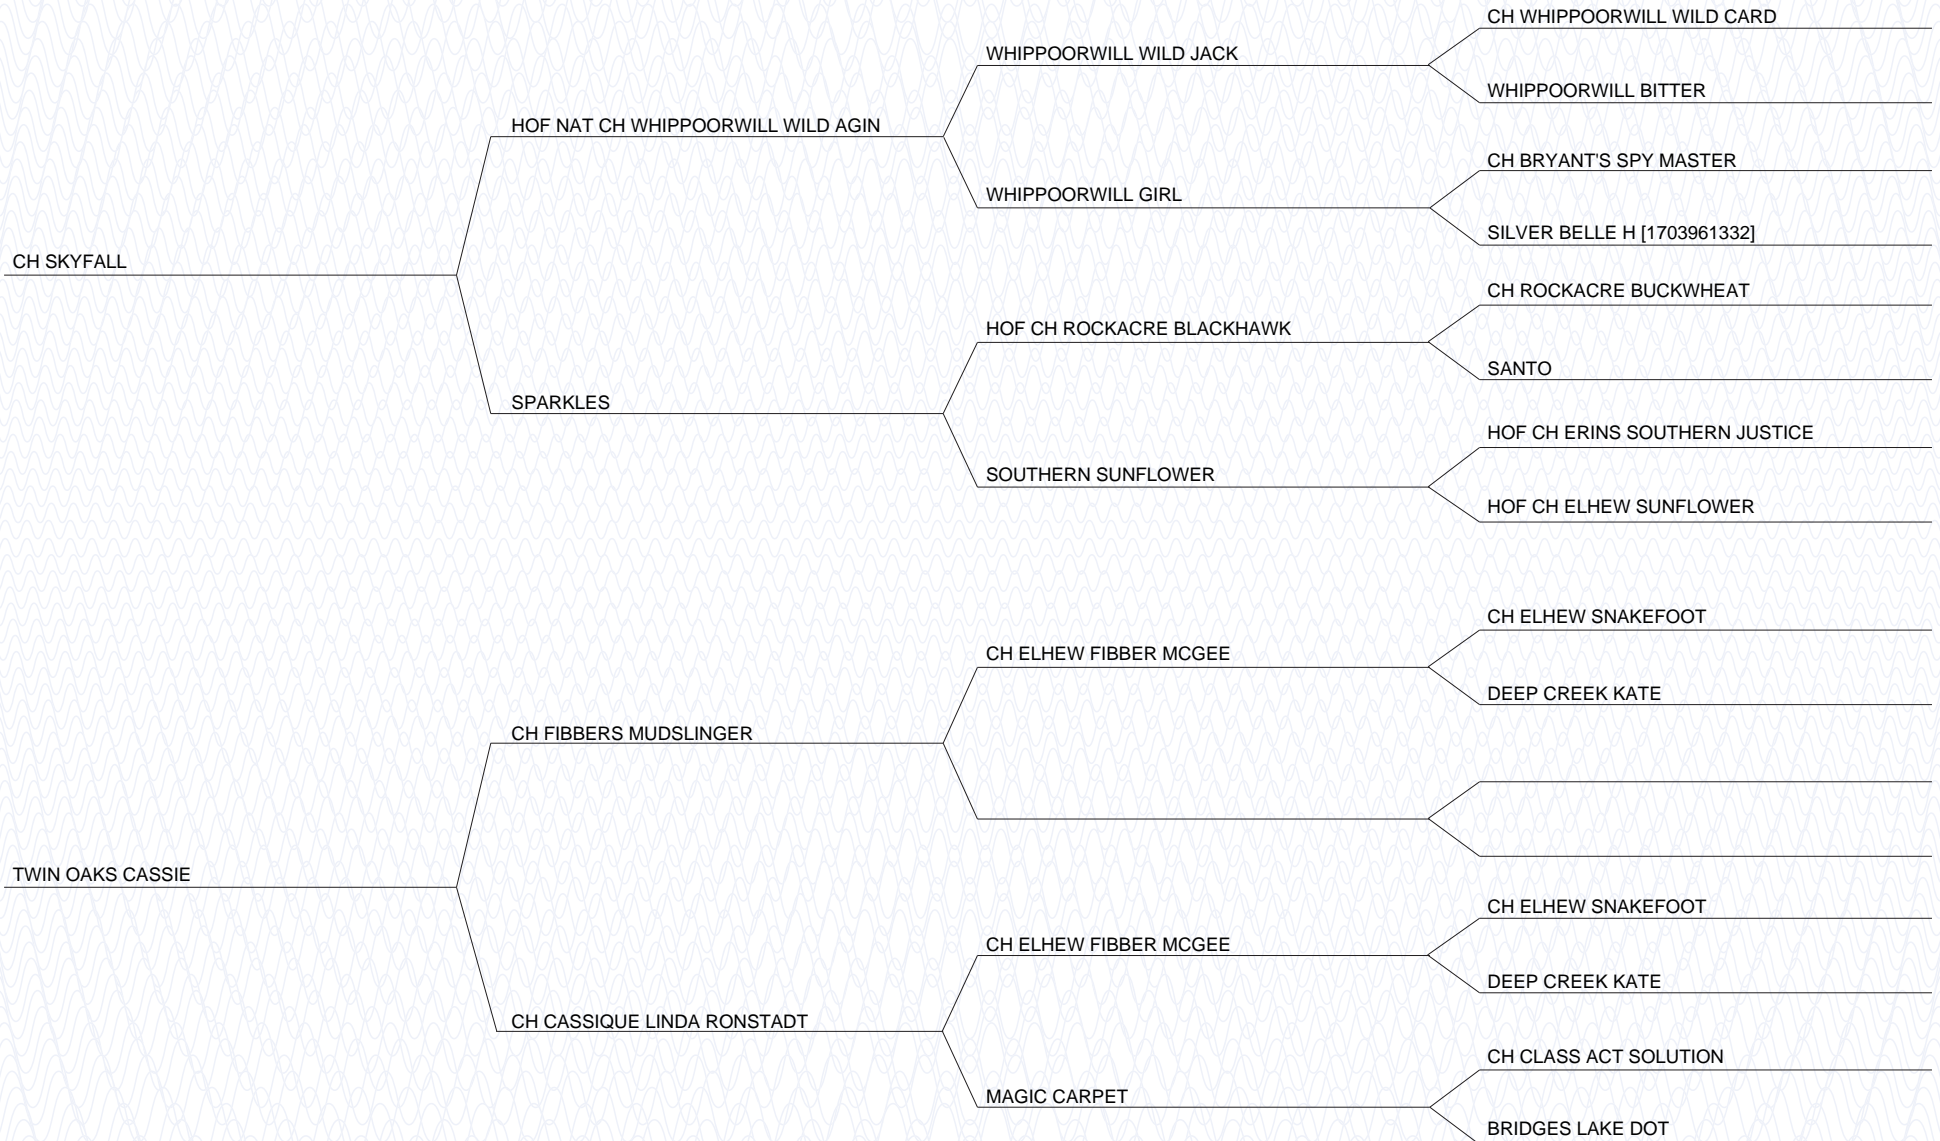 CH WHIPPOORWILL WILD CARD
WHIPPOORWILL WILD JACK
WHIPPOORWILL BITTER
HOF NAT CH WHIPPOORWILL WILD AGIN
CH BRYANT'S SPY MASTER
WHIPPOORWILL GIRL
SILVER BELLE H [1703961332]
CH SKYFALL
CH ROCKACRE BUCKWHEAT
HOF CH ROCKACRE BLACKHAWK
SANTO
SPARKLES
HOF CH ERINS SOUTHERN JUSTICE
SOUTHERN SUNFLOWER
HOF CH ELHEW SUNFLOWER
CH ELHEW SNAKEFOOT
CH ELHEW FIBBER MCGEE
DEEP CREEK KATE
CH FIBBERS MUDSLINGER
TWIN OAKS CASSIE
CH ELHEW SNAKEFOOT
CH ELHEW FIBBER MCGEE
DEEP CREEK KATE
CH CASSIQUE LINDA RONSTADT
CH CLASS ACT SOLUTION
MAGIC CARPET
BRIDGES LAKE DOT